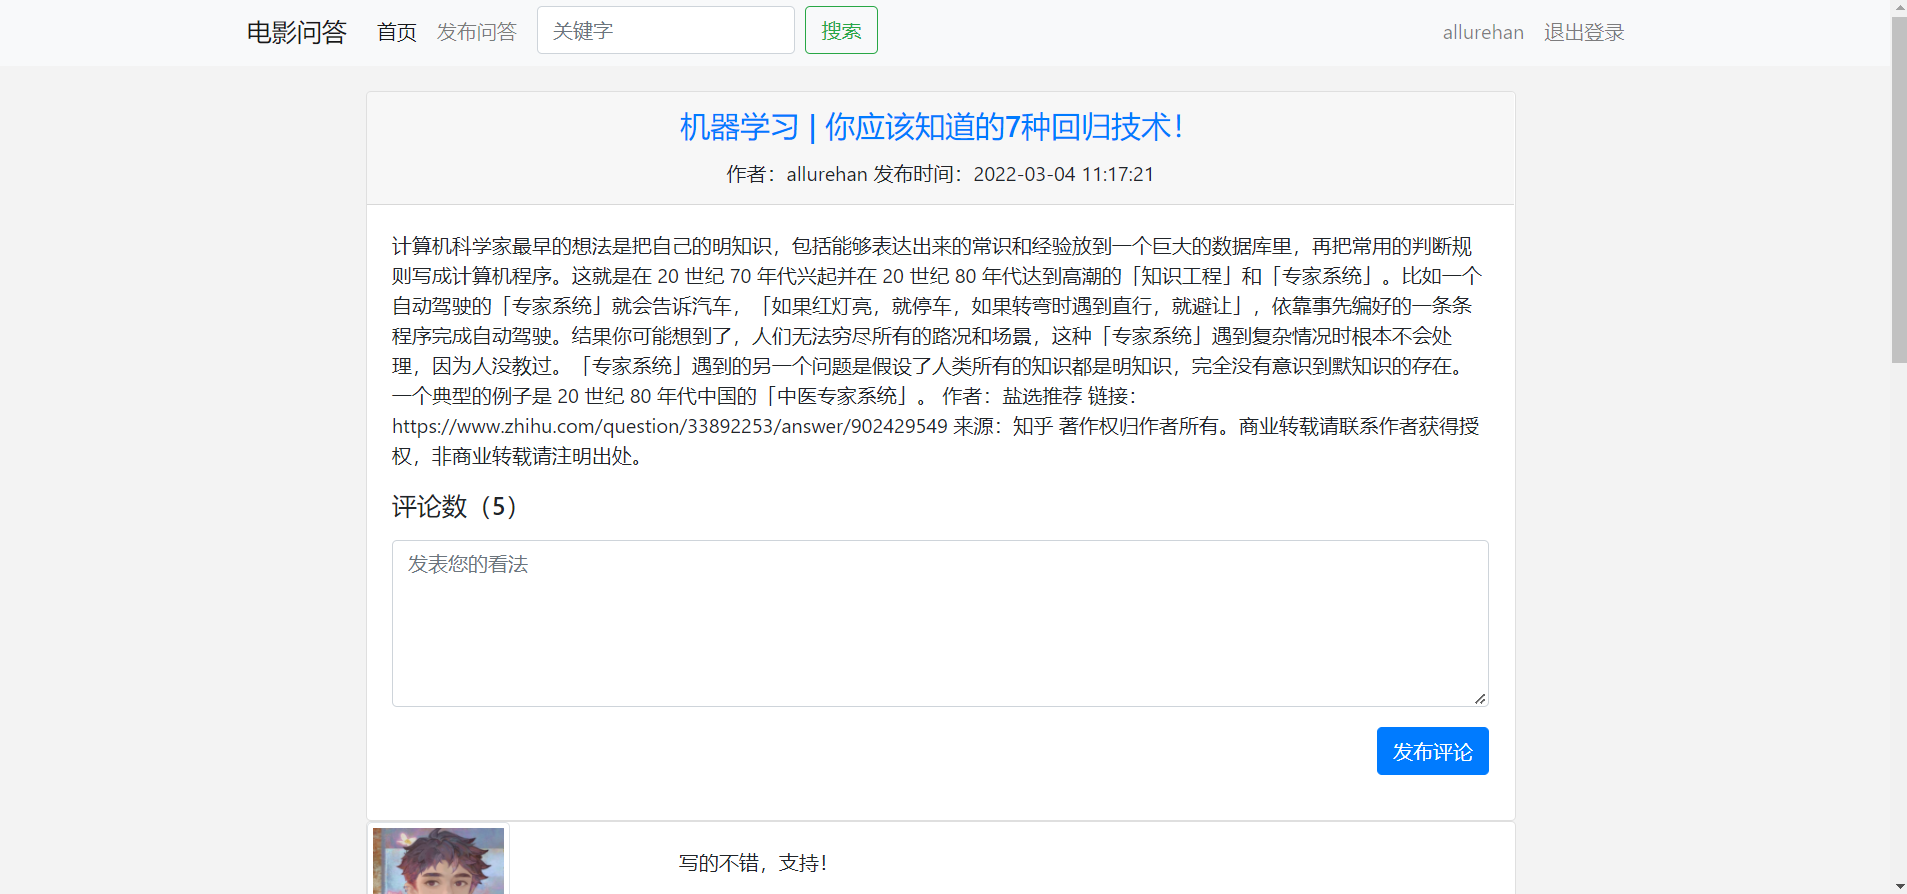 电影问答 首页 发布问答 关键字 搜索 allurehan 退出登录
机器学习 | 你应该知道的7种回归技术！
作者：allurehan 发布时间：2022-03-04 11:17:21
计算机科学家最早的想法是把自己的明知识，包括能够表达出来的常识和经验放到一个巨大的数据库里，再把常用的判断规
则写成计算机程序。这就是在 20 世纪 70 年代兴起并在 20 世纪 80 年代达到高潮的「知识工程」和「专家系统」。比如一个
自动驾驶的「专家系统」就会告诉汽车，「如果红灯亮，就停车，如果转弯时遇到直行，就避让」，依靠事先编好的一条条
程序完成自动驾驶。结果你可能想到了，人们无法穷尽所有的路况和场景，这种「专家系统」遇到复杂情况时根本不会处
理，因为人没教过。「专家系统」遇到的另一个问题是假设了人类所有的知识都是明知识，完全没有意识到默知识的存在。
一个典型的例子是 20 世纪 80 年代中国的「中医专家系统」。 作者：盐选推荐 链接：
https://www.zhihu.com/question/33892253/answer/902429549 来源：知乎 著作权归作者所有。商业转载请联系作者获得授
权，非商业转载请注明出处。
评论数（5）
发表您的看法
发布评论
写的不错，支持！